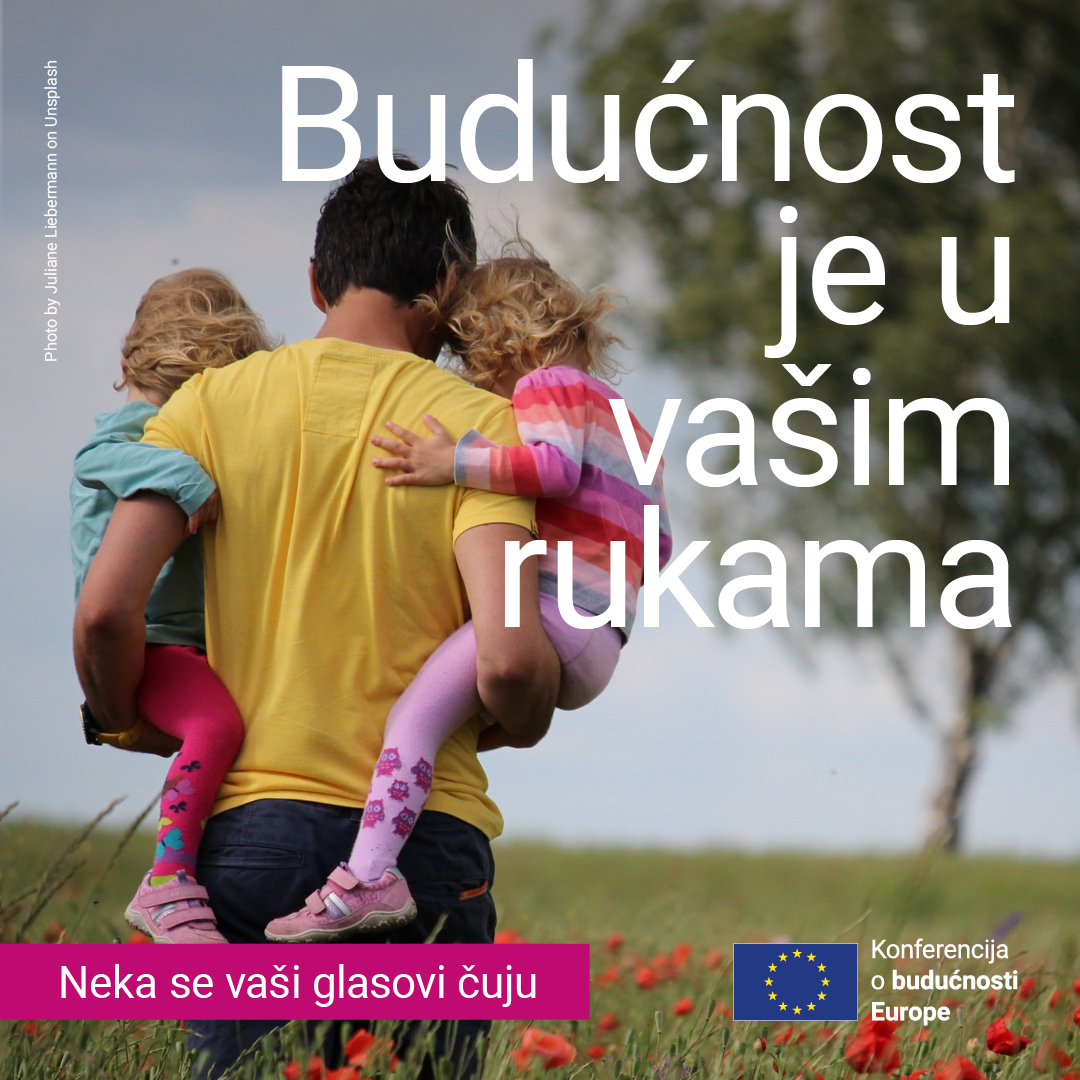 Photo by Juliane Liebermann on Unsplash
Budućnost
je u
vašim
rukama
Neka se vaši glasovi čuju
Konferencija
o budućnosti
Europe